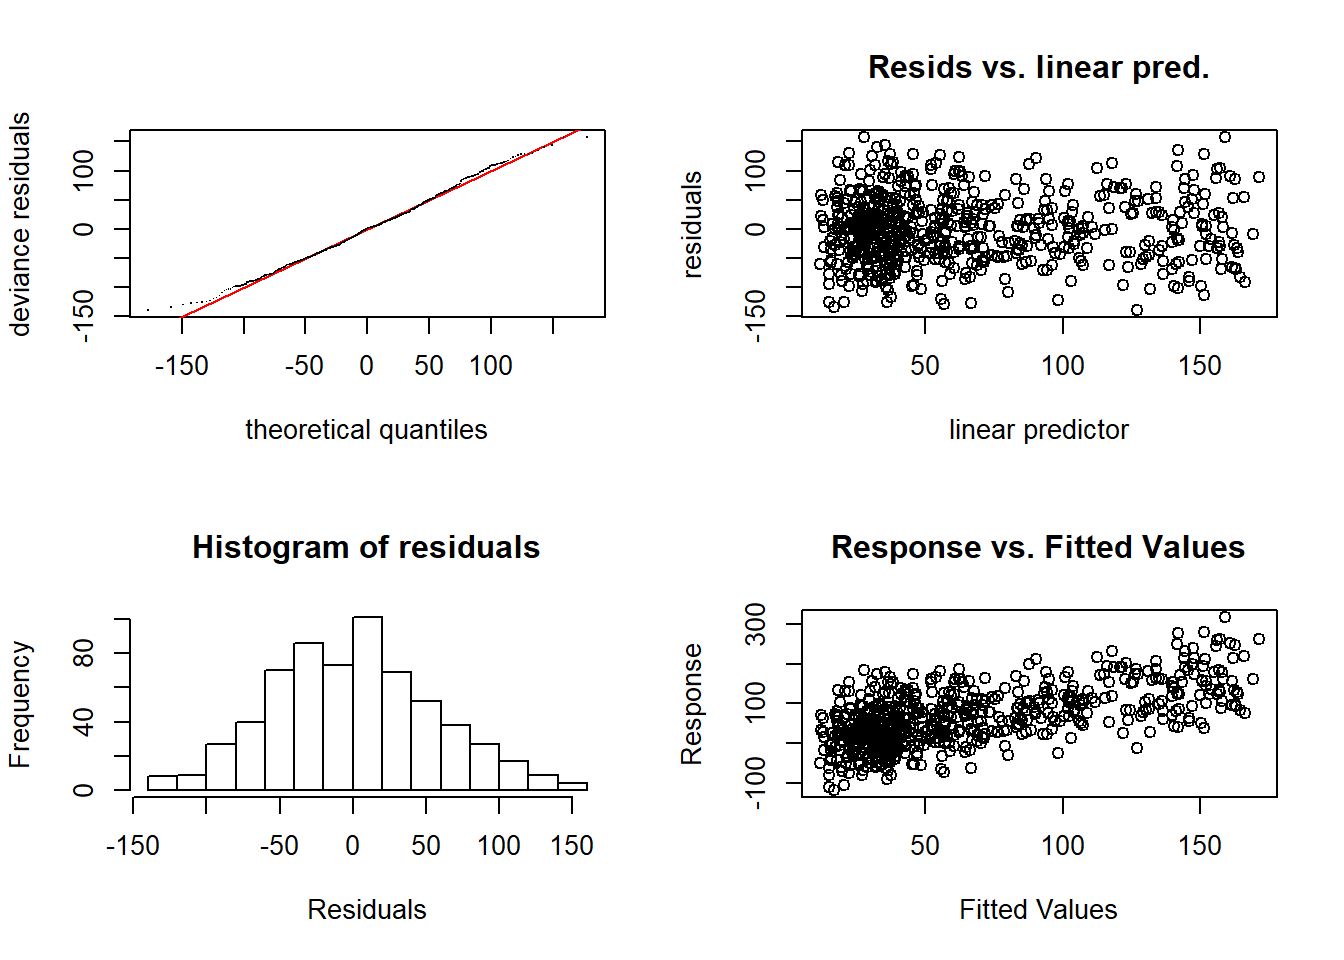 deviance residuals
-150 0 100
-150 -50 0 50 100
theoretical quantiles
Resids vs. linear pred.
residuals
-150 0 100
50 100 150
linear predictor
Histogram of residuals
Frequency
0 40 80
-150 -50 0 50 100 150
Residuals
Response vs. Fitted Values
Response
-100 100 300
50 100 150
Fitted Values